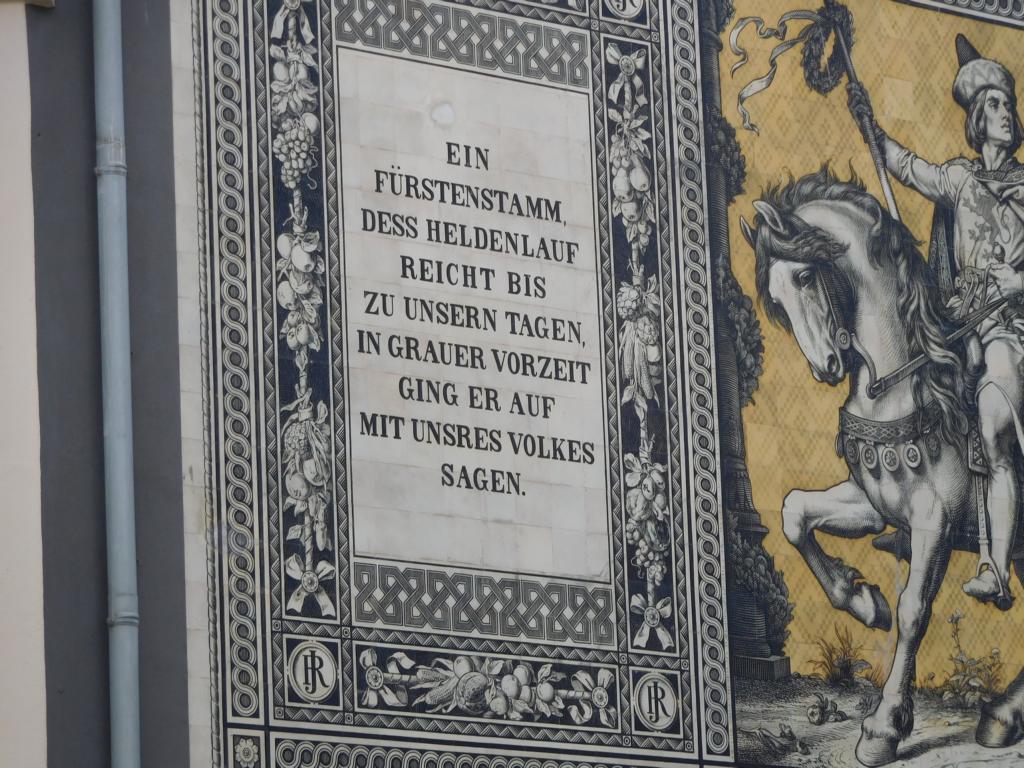 EIN
FÜRSTENSTAMM,
DESS HELDENLAUF
REICHT BIS
ZU UNSERN TAGEN,
IN GRAUER VORZEIT
GING ER AUF
MIT UNSRES VOLKES
SAGEN.